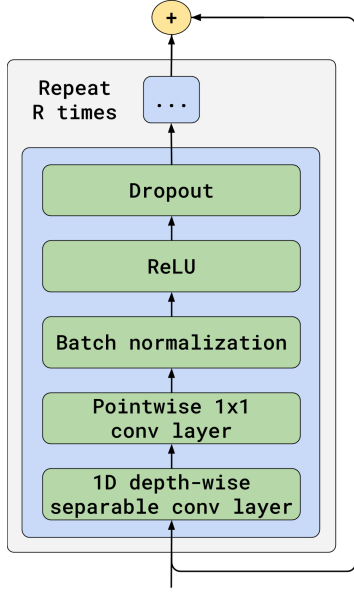 +
Repeat
R times
...
Dropout
ReLU
Batch normalization
Pointwise 1x1
conv layer
1D depth-wise
separable conv layer